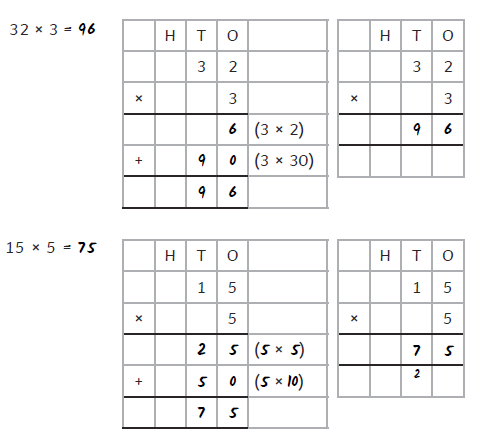 32 × 3 = 96
H T O
3 2
× 3
6 (3 × 2)
+ 9 0 (3 × 30)
9 6
H T O
3 2
× 3
9 6
15 × 5 = 75
H T O
1 5
× 5
2 5 (5 × 5)
+ 5 0 (5 × 10)
7 5
H T O
1 5
× 5
7 5
2